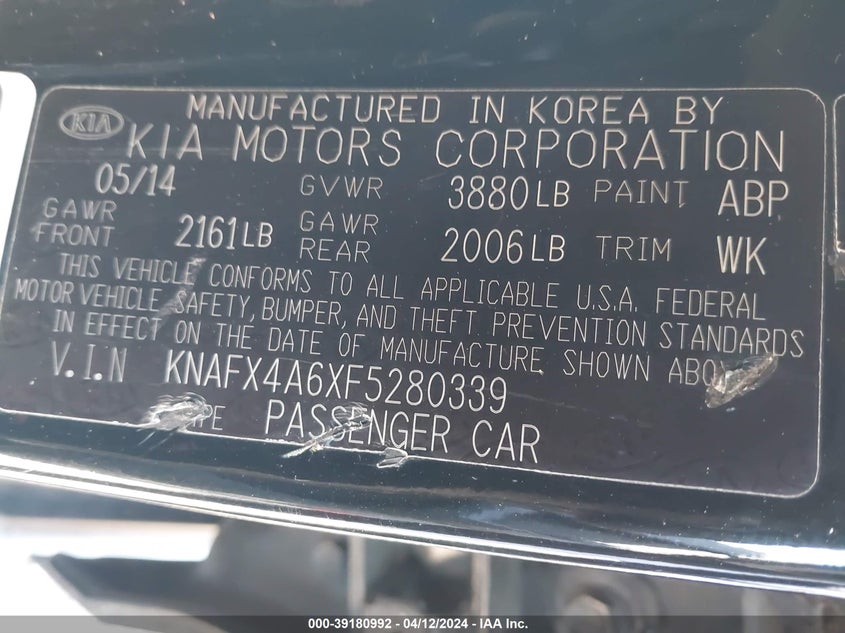 KIA
MANUFACTURED IN KOREA BY
KIA MOTORS CORPORATION
05/14 GVWR 3880LB PAINT ABP
GAWR FRONT 2161LB GAWR REAR 2006LB TRIM WK
THIS VEHICLE CONFORMS TO ALL APPLICABLE U.S.A. FEDERAL
MOTOR VEHICLE SAFETY, BUMPER, AND THEFT PREVENTION STANDARDS
IN EFFECT ON THE DATE OF MANUFACTURE SHOWN
V.I.N KNAFX4A6XF5280339
PASSENGER CAR
000-39180992 - 04/12/2024 - IAA Inc.